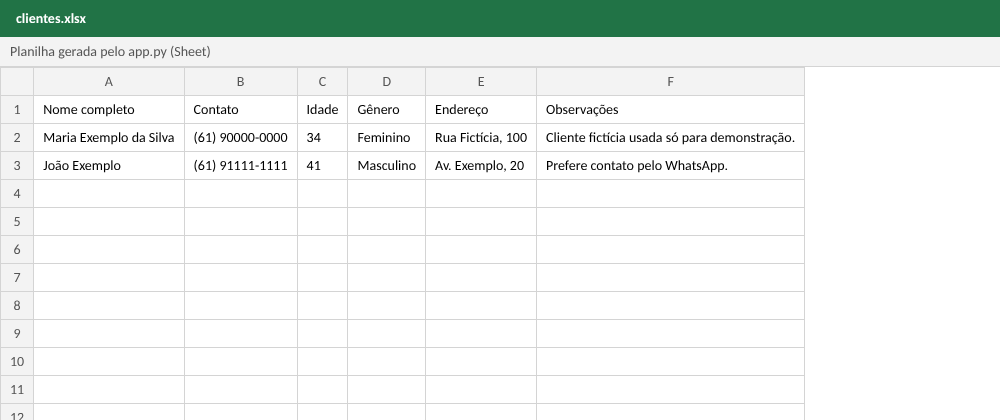 clientes.xlsx
Planilha gerada pelo app.py (Sheet)
A B C D E F
1 Nome completo Contato Idade Gênero Endereço Observações
2 Maria Exemplo da Silva (61) 90000-0000 34 Feminino Rua Fictícia, 100 Cliente fictícia usada só para demonstração.
3 João Exemplo (61) 91111-1111 41 Masculino Av. Exemplo, 20 Prefere contato pelo WhatsApp.
4
5
6
7
8
9
10
11
12